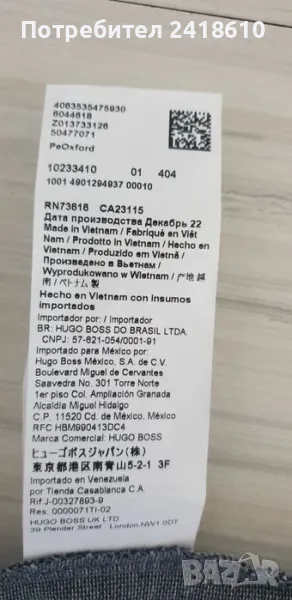 Потребител 2418610
4063535475930
6044618
Z013733126
50477071
PeOxford
10233410 01 404
1001 4901294937 00010
RN73616 CA23115
Дата производства Декабрь 22
Made in Vietnam / Fabriqué en Viêt
Nam / Prodotto in Vietnam / Hecho en
Vietnam / Produzido em Vietnã /
Произведено в Вьетнам /
Wyprodukowano w Wietnam / 产地 越
南 / ベトナム 製
Hecho en Vietnam con insumos
importados
Importado por: / Importador
BR: HUGO BOSS DO BRASIL LTDA.
CNPJ: 57-621-054/0001-91
Importado para México por:
Hugo Boss México, S.A. de C.V.
Boulevard Miguel de Cervantes
Saavedra No. 301 Torre Norte
1er piso Col. Ampliación Granada
Alcaldía Miguel Hidalgo
C.P. 11520 Cd. de México. México
RFC HBM990413DC4
Marca Comercial: HUGO BOSS
ヒューゴボスジャパン(株)
東京都港区南青山5-2-1 3F
Importado en Venezuela
por Tienda Casablanca C.A.
Rif:J-00327893-9
Res. 0000071TI-02
HUGO BOSS UK LTD
39 Plender Street London,NW1 0DT
БАЗАР
bazar.bg